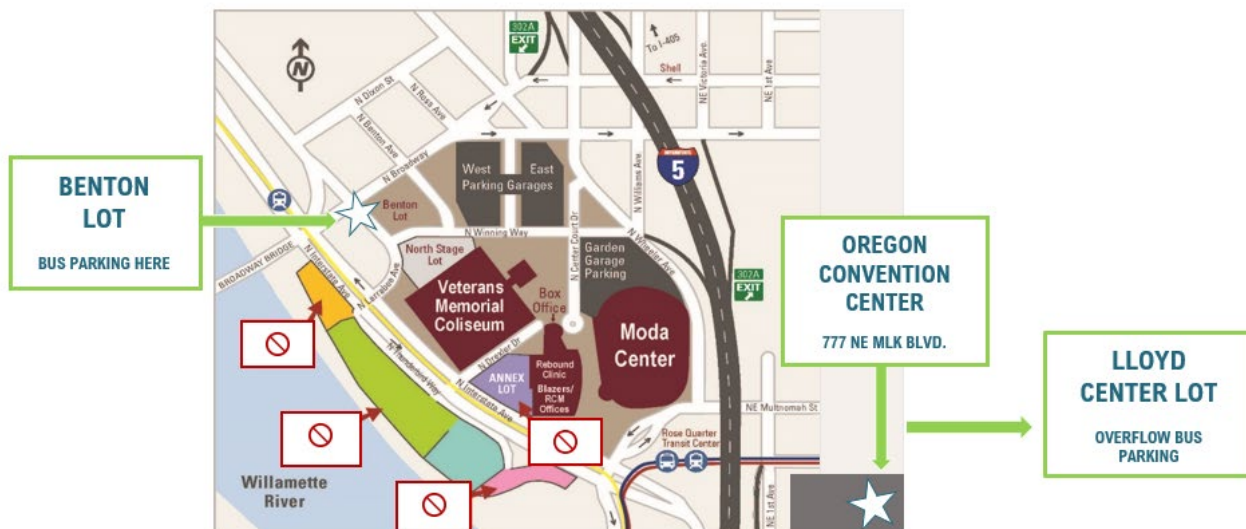 BENTON
LOT
BUS PARKING HERE
302A
EXIT
To I-405
Shell
NE Victoria Ave
NE 1st Ave
N
N Dixon St
N Ross Ave
N Benton Ave
N Broadway
West
East
Parking Garages
INTERSTATE
5
N Williams Ave
Benton
Lot
N Winning Way
N Center Court Dr
N Wheeler Ave
BROADWAY BRIDGE
N Interstate Ave
N Larrabee Ave
North Stage
Lot
Garden
Garage
Parking
302A
EXIT
Veterans
Memorial
Coliseum
Box
Office
Moda
Center
N Drexler Dr
N Thunderbird Way
N Interstate Ave
ANNEX
LOT
Rebound
Clinic
Blazers/
RCM
Offices
NE Multnomah St
Rose Quarter
Transit Center
NE 1st Ave
Willamette
River
OREGON
CONVENTION
CENTER
777 NE MLK BLVD.
LLOYD
CENTER LOT
OVERFLOW BUS
PARKING